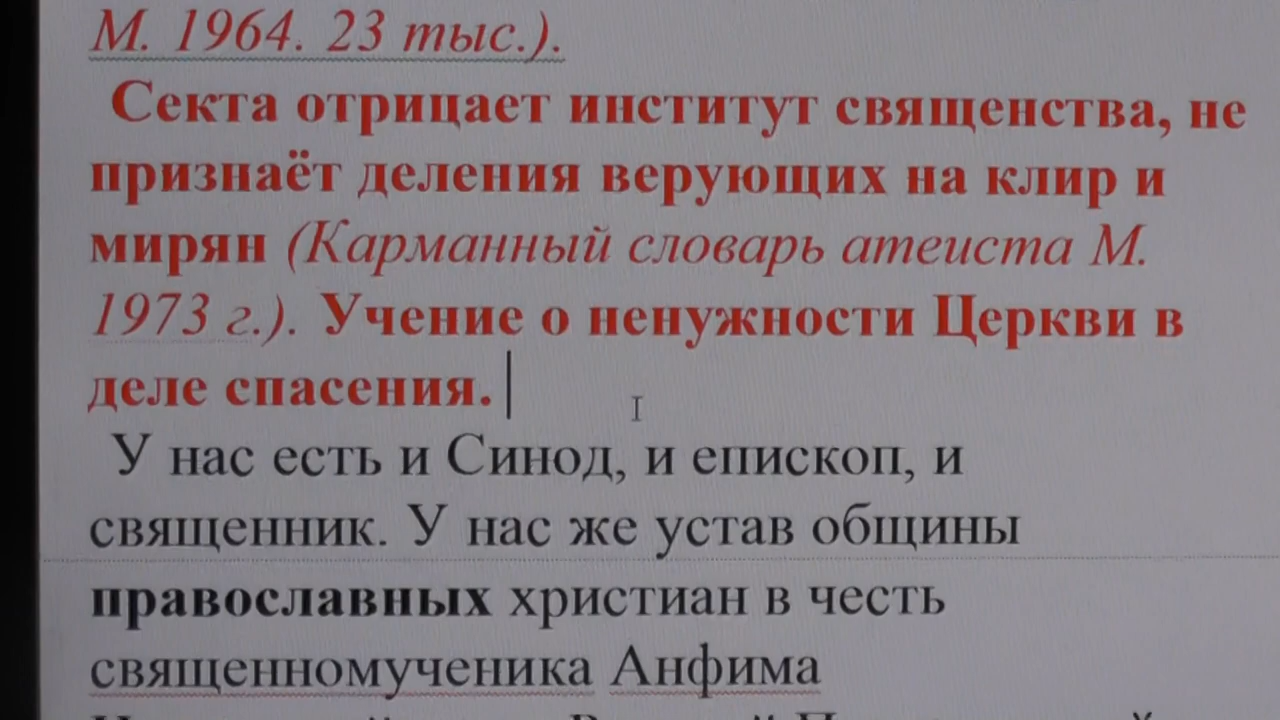 М. 1964. 23 тыс.).
Секта отрицает институт священства, не
признаёт деления верующих на клир и
мирян (Карманный словарь атеиста М.
1973 г.). Учение о ненужности Церкви в
деле спасения.
У нас есть и Синод, и епископ, и
священник. У нас же устав общины
православных христиан в честь
священномученика Анфима